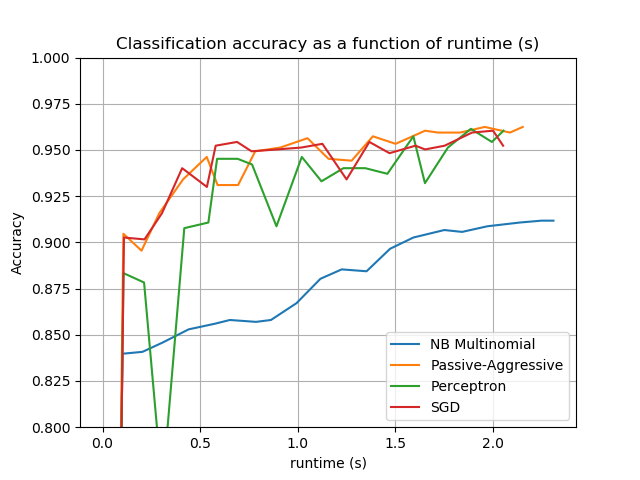 Classification accuracy as a function of runtime (s)
1.000
0.975
0.950
0.925
0.900
0.875
0.850
0.825
0.800
Accuracy
NB Multinomial
Passive-Aggressive
Perceptron
SGD
0.0 0.5 1.0 1.5 2.0
runtime (s)